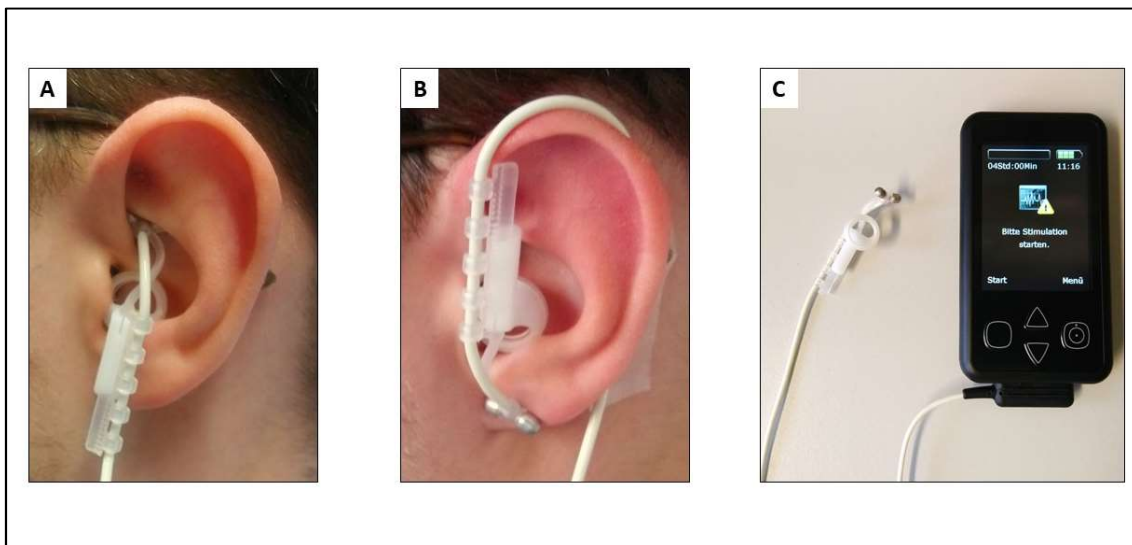 A
B
C
04Std:00Min 11:16
Bitte Stimulation
starten.
Start Menü